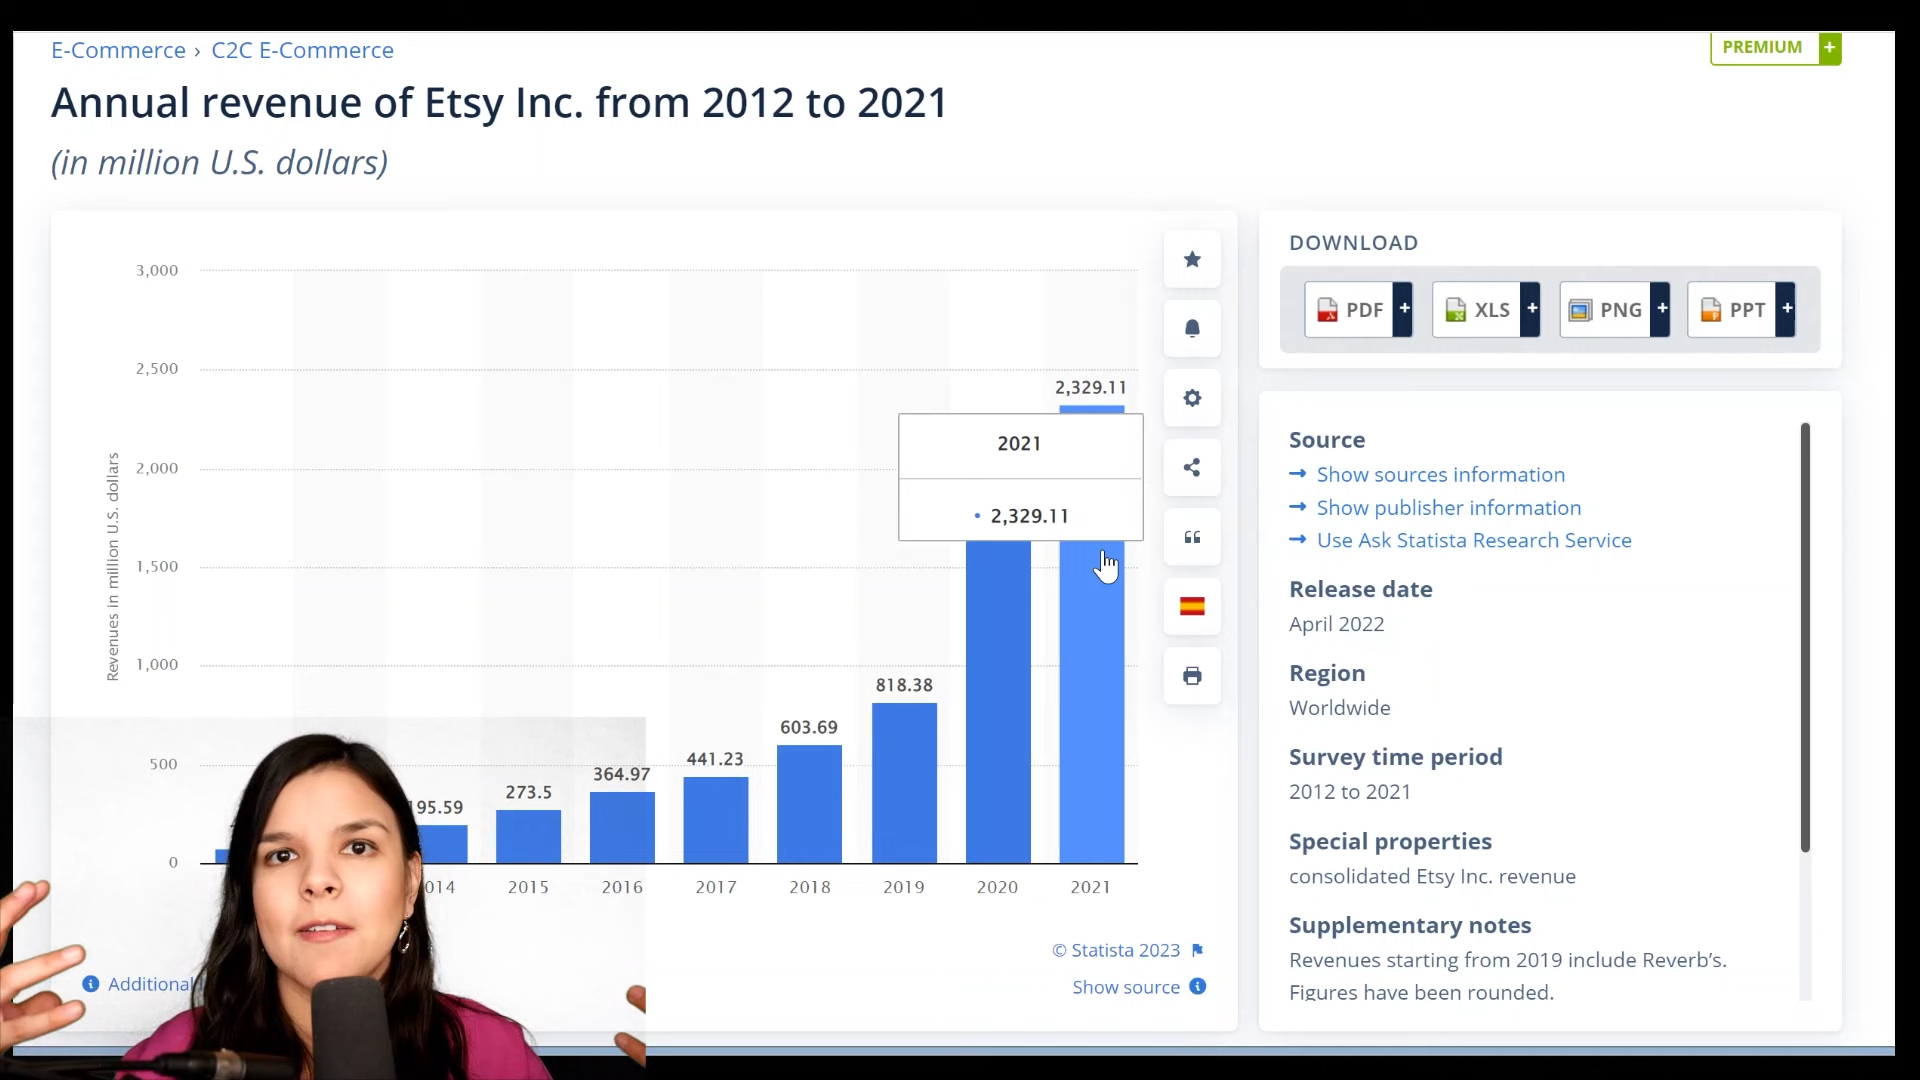 E-Commerce › C2C E-Commerce
PREMIUM +
Annual revenue of Etsy Inc. from 2012 to 2021
(in million U.S. dollars)
DOWNLOAD
PDF + XLS + PNG + PPT +
3,000
2,500
2,000
1,500
1,000
500
0
Revenues in million U.S. dollars
195.59
273.5
364.97
441.23
603.69
818.38
2,329.11
2021
• 2,329.11
014 2015 2016 2017 2018 2019 2020 2021
Additional
© Statista 2023
Show source
Source
→ Show sources information
→ Show publisher information
→ Use Ask Statista Research Service
Release date
April 2022
Region
Worldwide
Survey time period
2012 to 2021
Special properties
consolidated Etsy Inc. revenue
Supplementary notes
Revenues starting from 2019 include Reverb's.
Figures have been rounded.